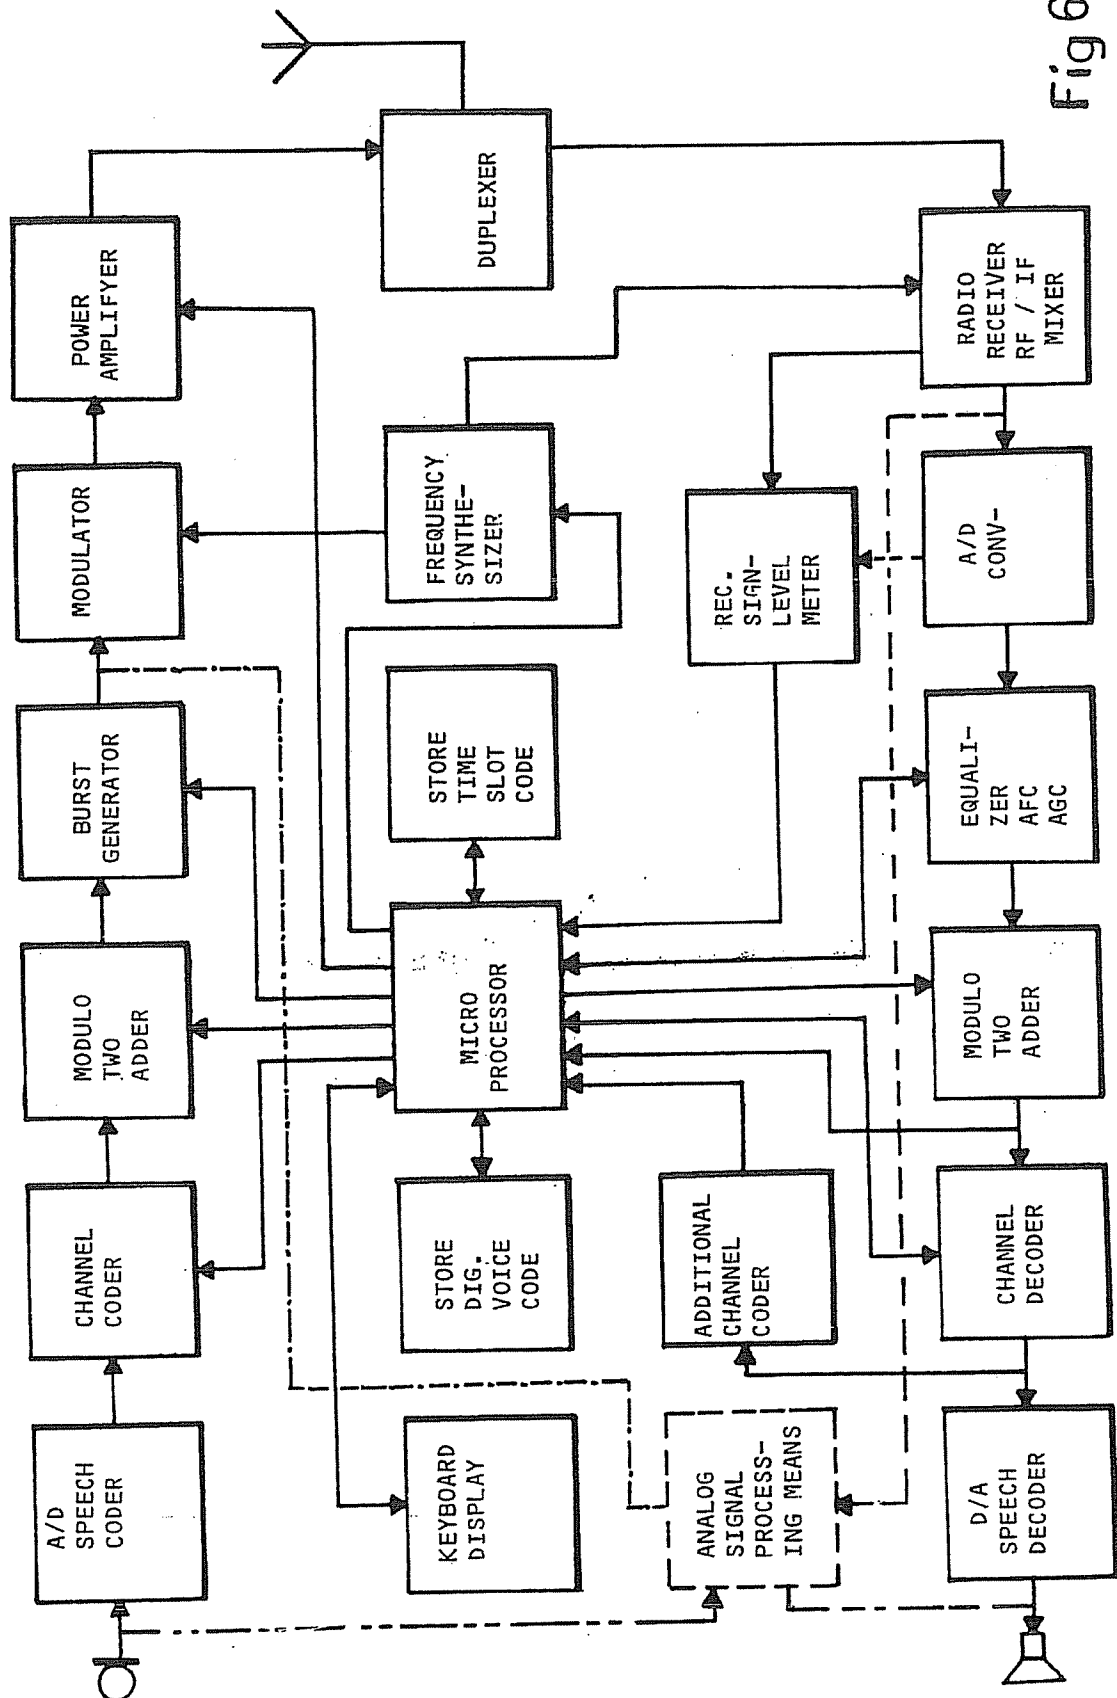 A/D
SPEECH
CODER
CHANNEL
CODER
MODULO
TWO
ADDER
BURST
GENERATOR
MODULATOR
POWER
AMPLIFYER
KEYBOARD
DISPLAY
STORE
DIG.
VOICE
CODE
MICRO
PROCESSOR
STORE
TIME
SLOT
CODE
FREQUENCY
SYNTHE-
SIZER
DUPLEXER
ANALOG
SIGNAL
PROCESS-
ING MEANS
ADDITIONAL
CHANNEL
CODER
REC.
SIGN-
LEVEL
METER
D/A
SPEECH
DECODER
CHANNEL
DECODER
MODULO
TWO
ADDER
EQUALI-
ZER
AFC
AGC
A/D
CONV-
RADIO
RECEIVER
RF / IF
MIXER
Fig 6